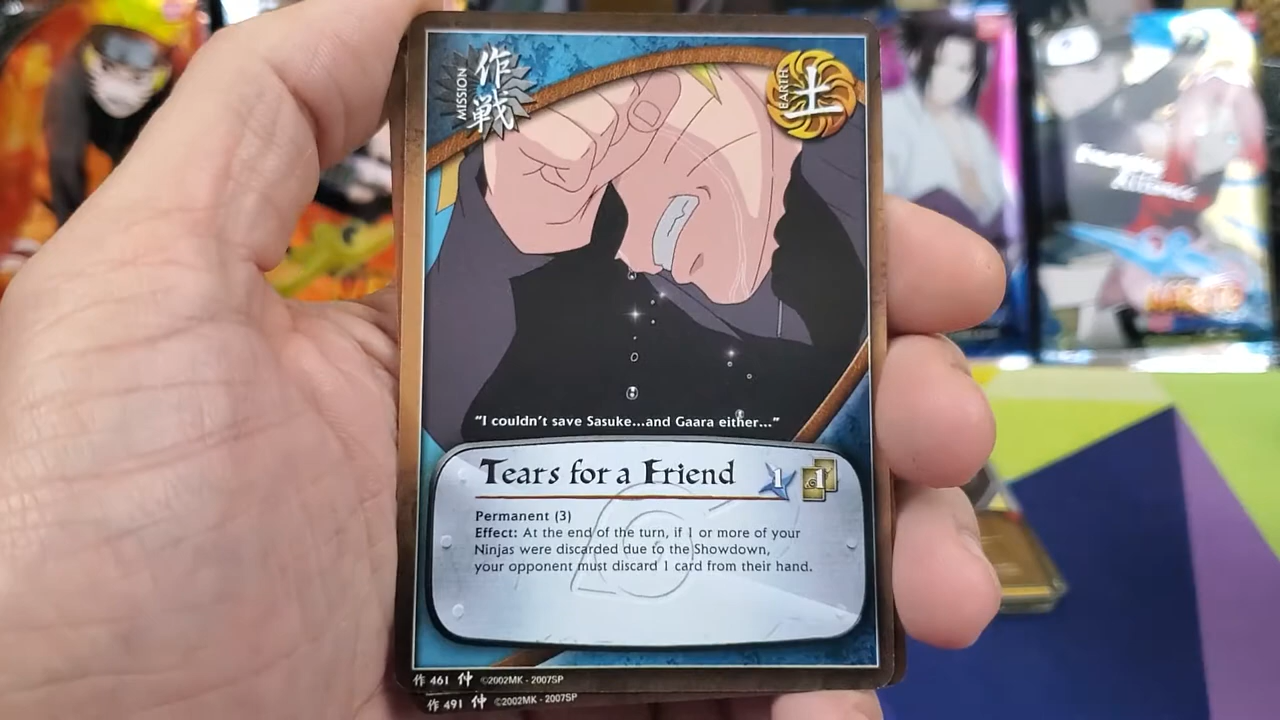 MISSION
作戦
EARTH
土
"I couldn't save Sasuke...and Gaara either..."
Tears for a Friend
1
1
Permanent (3)
Effect: At the end of the turn, if 1 or more of your
Ninjas were discarded due to the Showdown,
your opponent must discard 1 card from their hand.
作 461 仲 ©2002MK - 2007SP
作 491 仲 ©2002MK - 2007SP
NARUTO